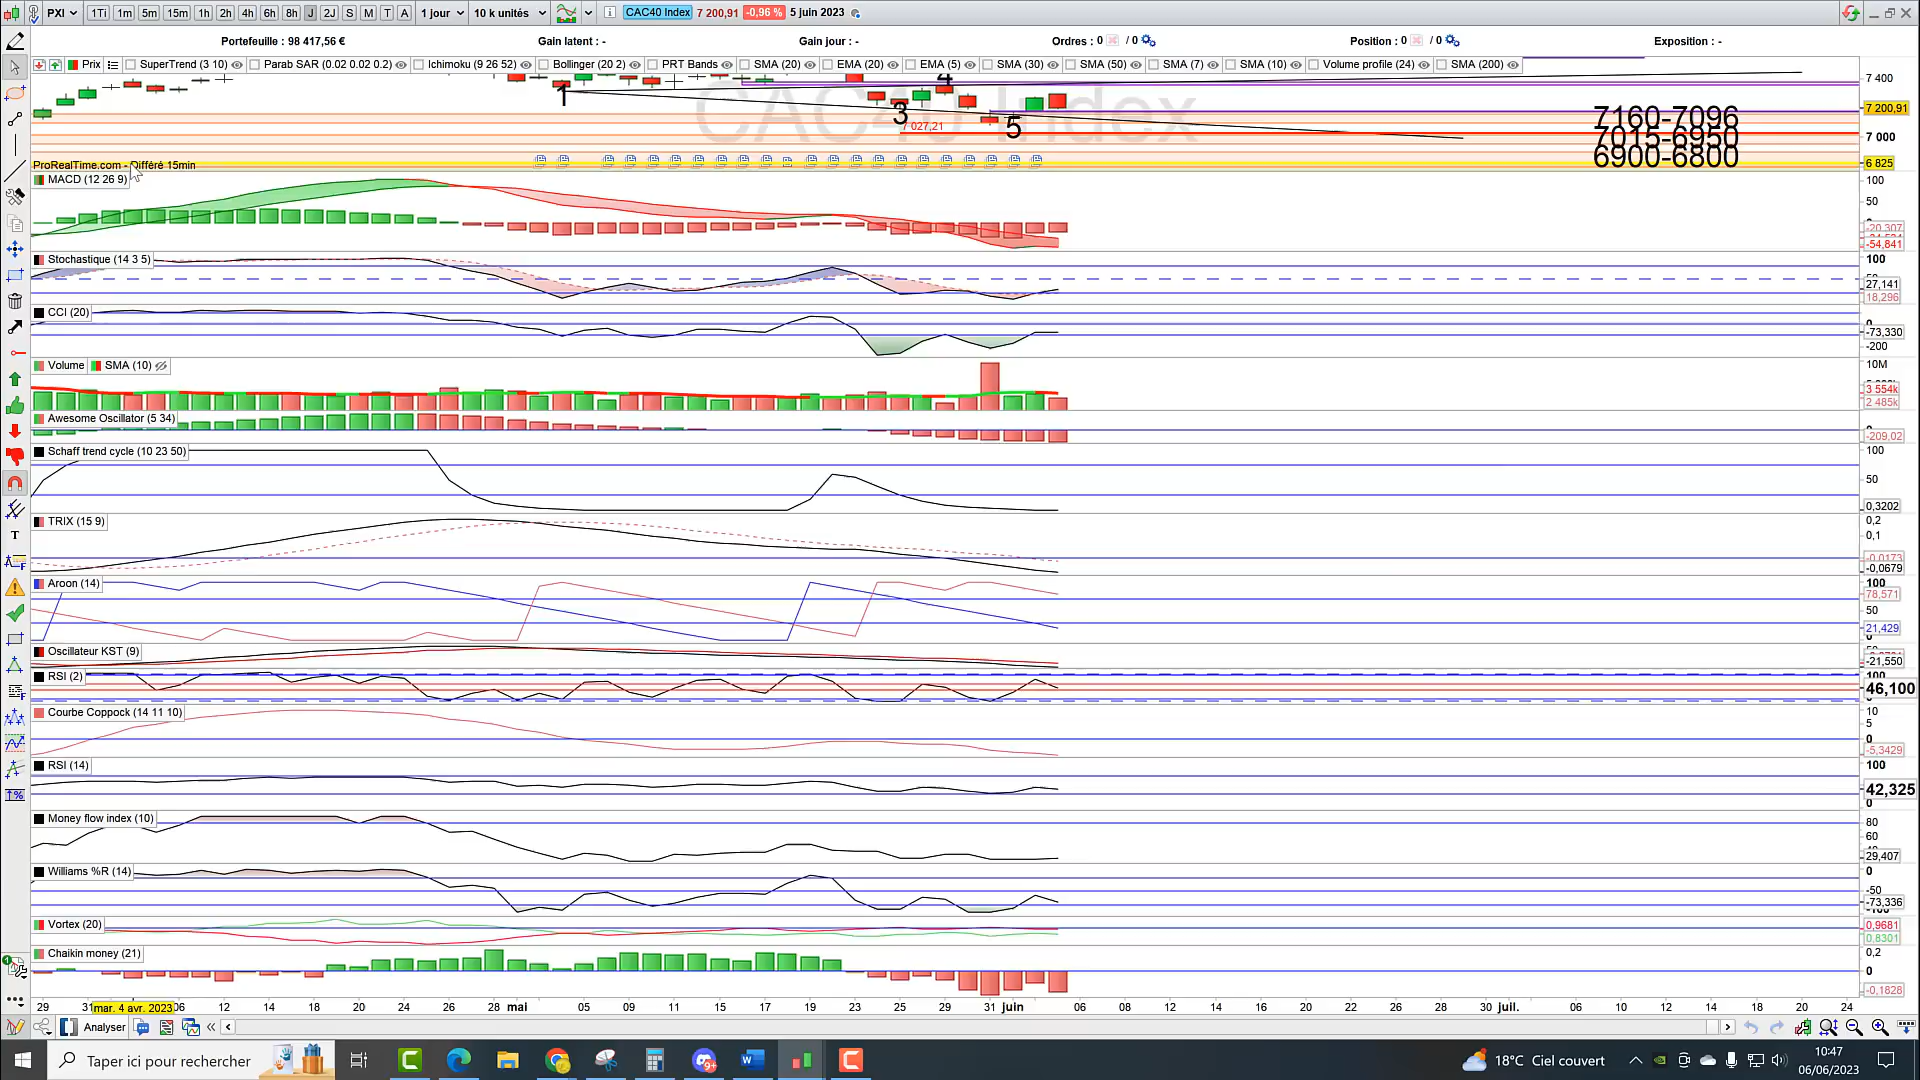 PXI 1Ti 1m 5m 15m 1h 2h 4h 6h 8h J 2J S M T A 1 jour 10 k unités CAC40 Index 7 200,91 -0,96 % 5 juin 2023
Portefeuille : 98 417,56 € Gain latent : - Gain jour : - Ordres : 0 / 0 Position : 0 / 0 Exposition : -
Prix SuperTrend (3 10) Parab SAR (0.02 0.02 0.2) Ichimoku (9 26 52) Bollinger (20 2) PRT Bands SMA (20) EMA (20) EMA (5) SMA (30) SMA (50) SMA (7) SMA (10) Volume profile (24) SMA (200)
CAC40 Index
7 400
7 200,91
7 000
6 825
1
3
4
5
7 027,21
7160-7096
7015-6950
6900-6800
ProRealTime.com - Différé 15min
MACD (12 26 9)
100
50
-20,307
-54,841
Stochastique (14 3 5)
100
27,141
18,296
CCI (20)
0
-73,330
-200
Volume SMA (10)
10M
3 554k
2 485k
Awesome Oscillator (5 34)
-209,02
Schaff trend cycle (10 23 50)
100
50
0,3202
TRIX (15 9)
0,2
0,1
-0,0173
-0,0679
Aroon (14)
100
78,571
50
21,429
Oscillateur KST (9)
-21,550
RSI (2)
100
46,100
Courbe Coppock (14 11 10)
10
5
0
-5,3429
RSI (14)
100
42,325
0
Money flow index (10)
80
60
29,407
Williams %R (14)
0
-50
-73,336
-100
Vortex (20)
0,9681
0,8301
Chaikin money (21)
0,2
0
-0,1828
29 31 mar. 4 avr. 2023 06 12 14 18 20 24 26 28 mai 05 09 11 15 17 19 23 25 29 31 juin 06 08 12 14 16 20 22 26 28 30 juil. 06 10 12 14 18 20 24
Analyser
Taper ici pour rechercher
9+
18°C Ciel couvert
10:47
06/06/2023